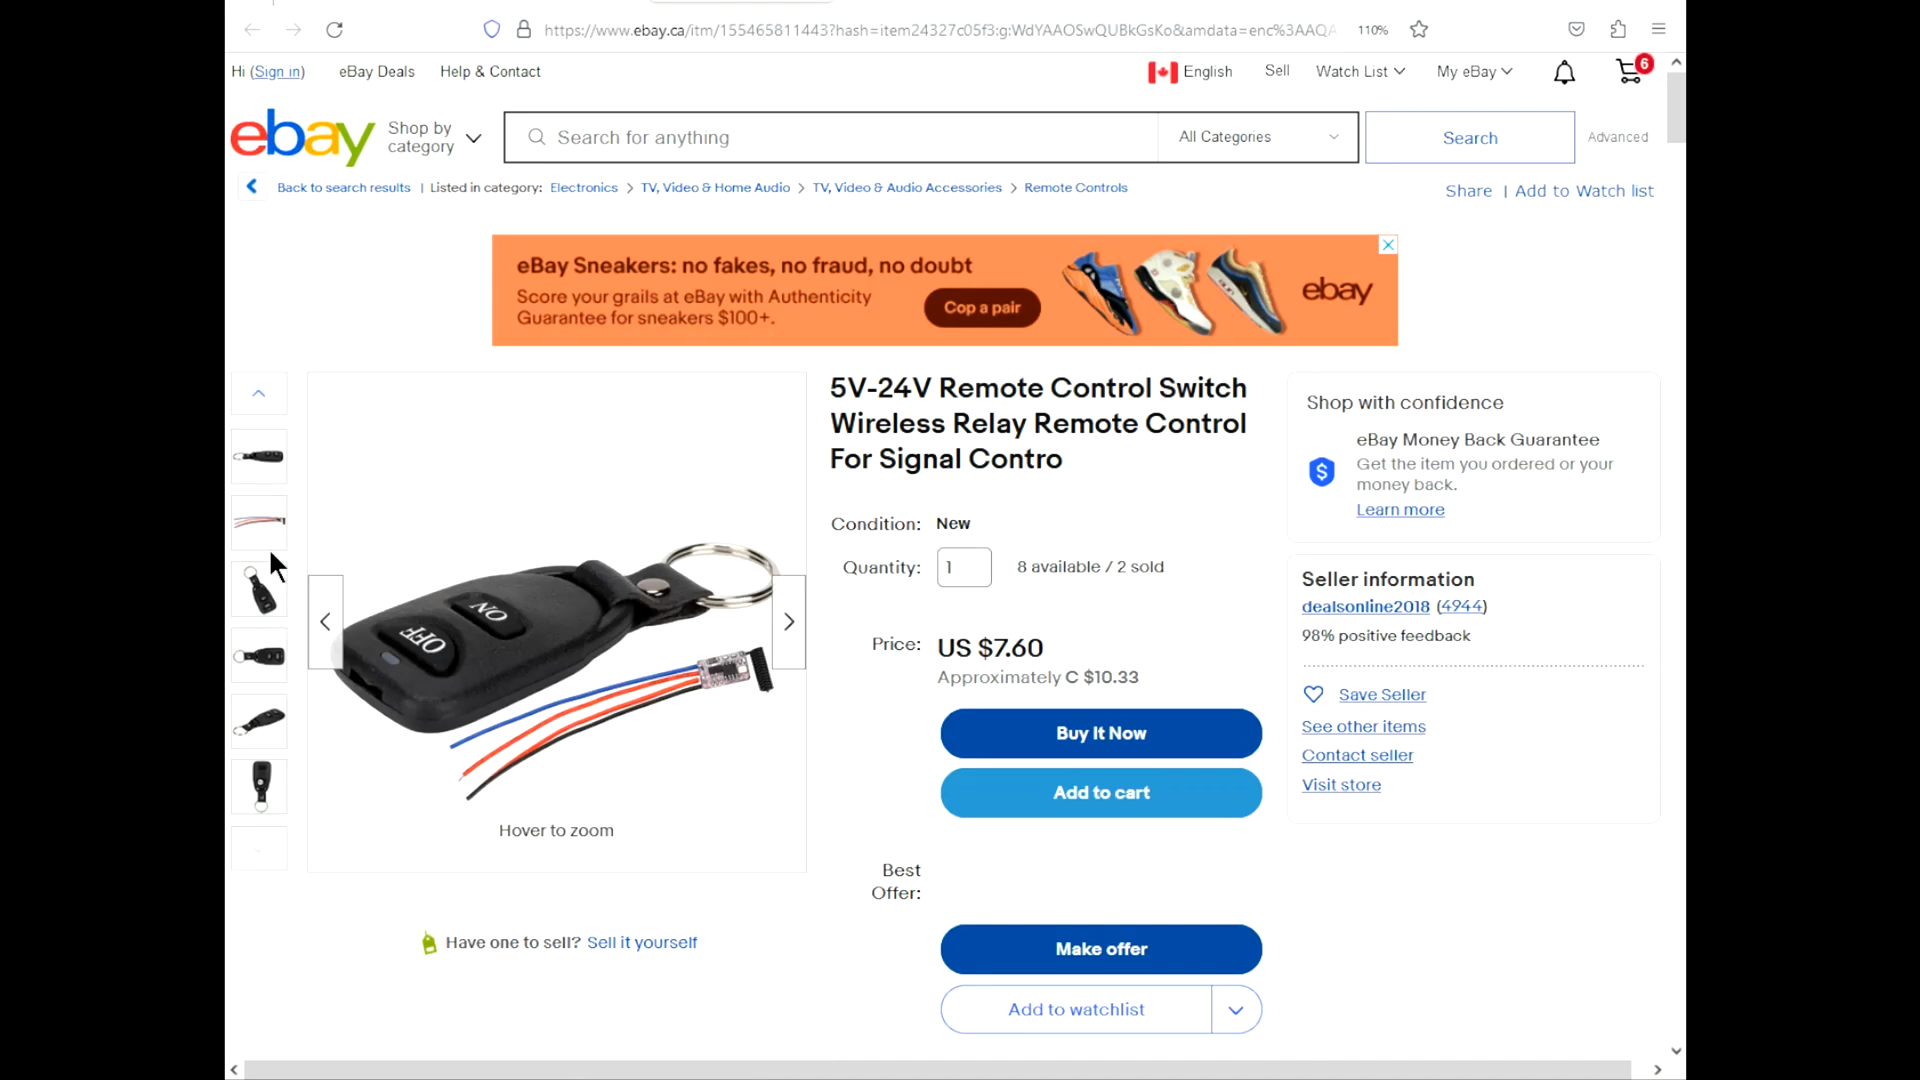 https://www.ebay.ca/itm/155465811443?hash=item24327c05f3:g:WdYAAOSwQUBkGsKo&amdata=enc%3AAQA
110%
Hi (Sign in)
eBay Deals
Help & Contact
English
Sell
Watch List
My eBay
6
ebay
Shop by
category
Search for anything
All Categories
Search
Advanced
Back to search results | Listed in category: Electronics > TV, Video & Home Audio > TV, Video & Audio Accessories > Remote Controls
Share | Add to Watch list
eBay Sneakers: no fakes, no fraud, no doubt
Score your grails at eBay with Authenticity
Guarantee for sneakers $100+.
Cop a pair
ebay
ON
OFF
Hover to zoom
Have one to sell? Sell it yourself
5V-24V Remote Control Switch
Wireless Relay Remote Control
For Signal Contro
Condition: New
Quantity: 1 8 available / 2 sold
Price: US $7.60
Approximately C $10.33
Buy It Now
Add to cart
Best
Offer:
Make offer
Add to watchlist
Shop with confidence
eBay Money Back Guarantee
Get the item you ordered or your
money back.
Learn more
Seller information
dealsonline2018 (4944)
98% positive feedback
Save Seller
See other items
Contact seller
Visit store